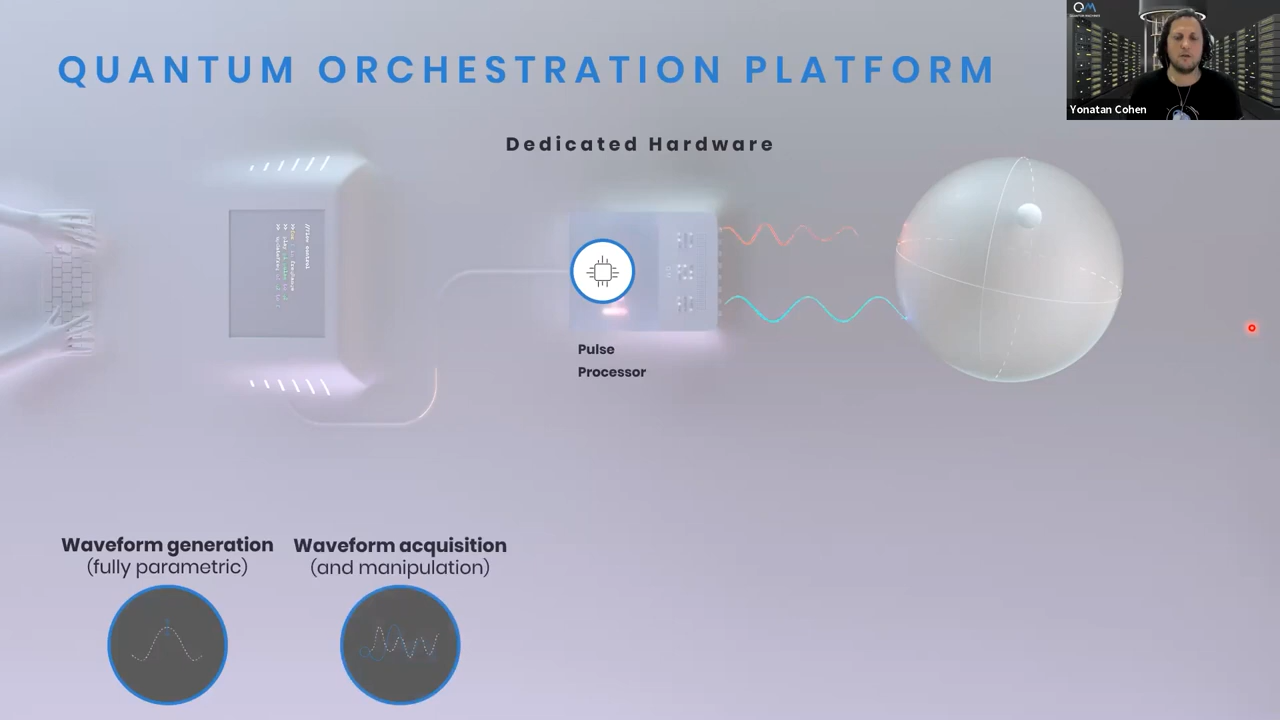 QUANTUM ORCHESTRATION PLATFORM
Yonatan Cohen
Dedicated Hardware
Pulse
Processor
Waveform generation
(fully parametric)
Waveform acquisition
(and manipulation)